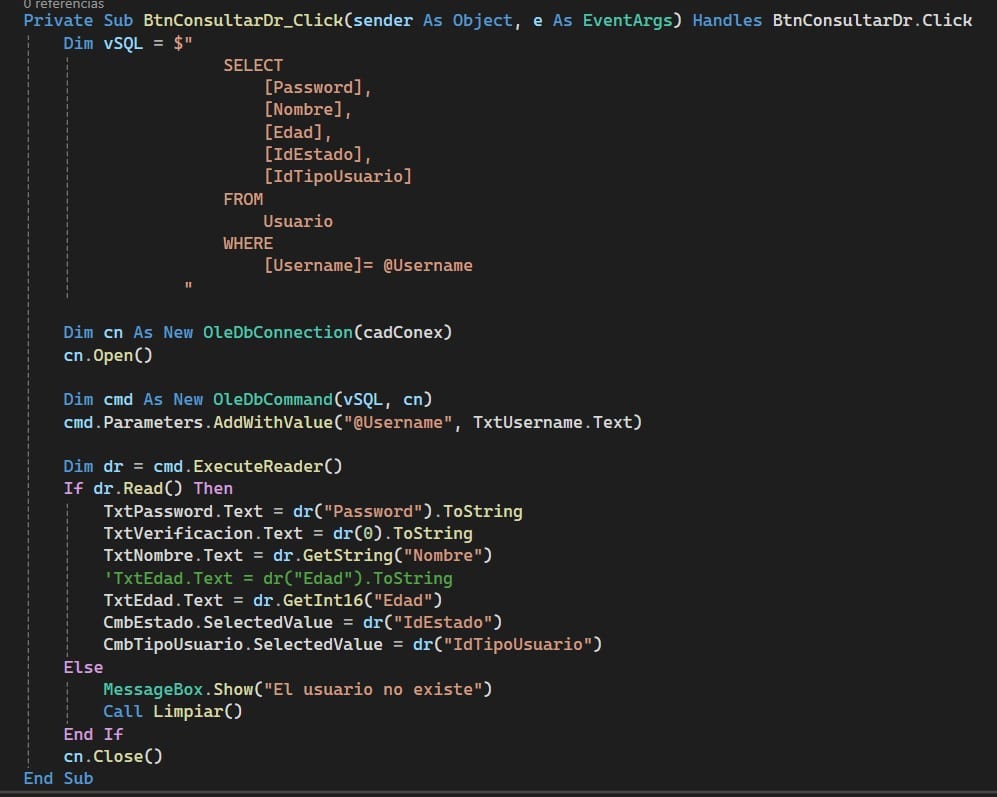 0 referencias
Private Sub BtnConsultarDr_Click(sender As Object, e As EventArgs) Handles BtnConsultarDr.Click
Dim vSQL = $"
SELECT
[Password],
[Nombre],
[Edad],
[IdEstado],
[IdTipoUsuario]
FROM
Usuario
WHERE
[Username]= @Username
"
Dim cn As New OleDbConnection(cadConex)
cn.Open()
Dim cmd As New OleDbCommand(vSQL, cn)
cmd.Parameters.AddWithValue("@Username", TxtUsername.Text)
Dim dr = cmd.ExecuteReader()
If dr.Read() Then
TxtPassword.Text = dr("Password").ToString
TxtVerificacion.Text = dr(0).ToString
TxtNombre.Text = dr.GetString("Nombre")
'TxtEdad.Text = dr("Edad").ToString
TxtEdad.Text = dr.GetInt16("Edad")
CmbEstado.SelectedValue = dr("IdEstado")
CmbTipoUsuario.SelectedValue = dr("IdTipoUsuario")
Else
MessageBox.Show("El usuario no existe")
Call Limpiar()
End If
cn.Close()
End Sub